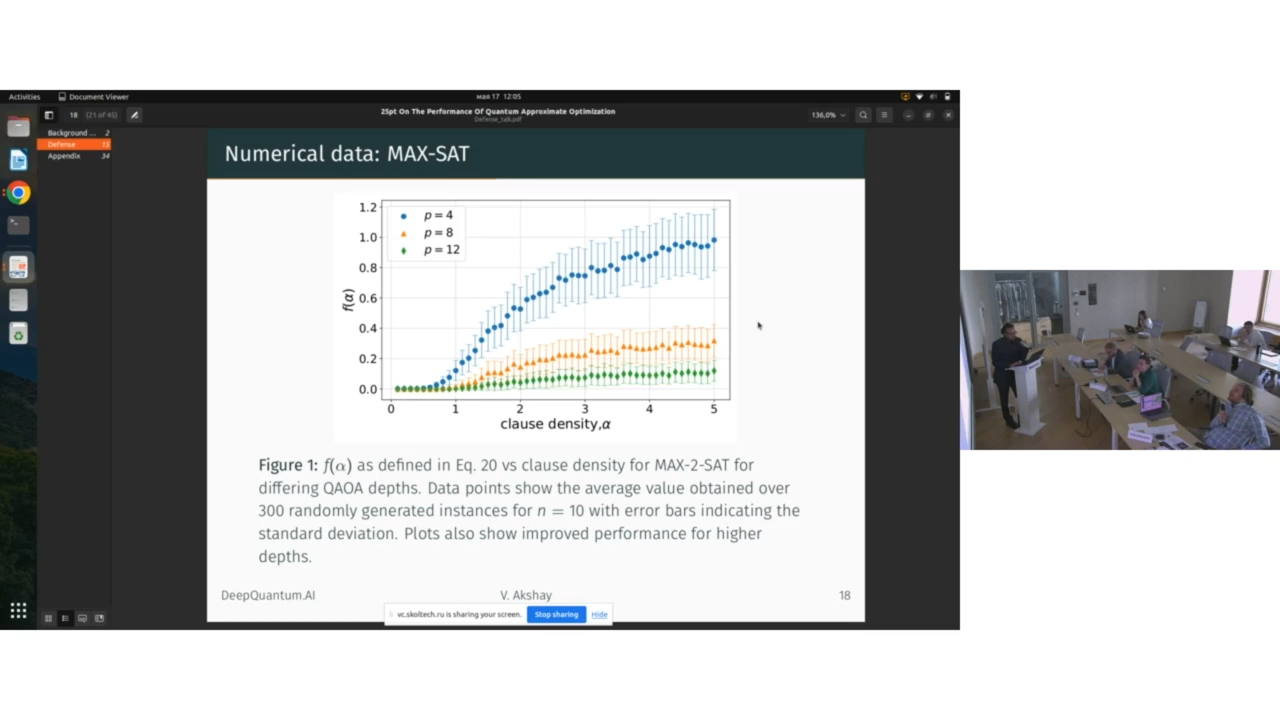 Activities
Document Viewer
мая 17 12:05
18 (21 of 45)
25pt On The Performance Of Quantum Approximate Optimization
Defense_talk.pdf
136,0%
Background ... 2
Defense 13
Appendix 34
Numerical data: MAX-SAT
1.2
1.0
0.8
0.6
0.4
0.2
0.0
f(α)
p = 4
p = 8
p = 12
0 1 2 3 4 5
clause density,α
Figure 1: f(α) as defined in Eq. 20 vs clause density for MAX-2-SAT for
differing QAOA depths. Data points show the average value obtained over
300 randomly generated instances for n = 10 with error bars indicating the
standard deviation. Plots also show improved performance for higher
depths.
DeepQuantum.AI V. Akshay 18
vc.skoltech.ru is sharing your screen. Stop sharing Hide